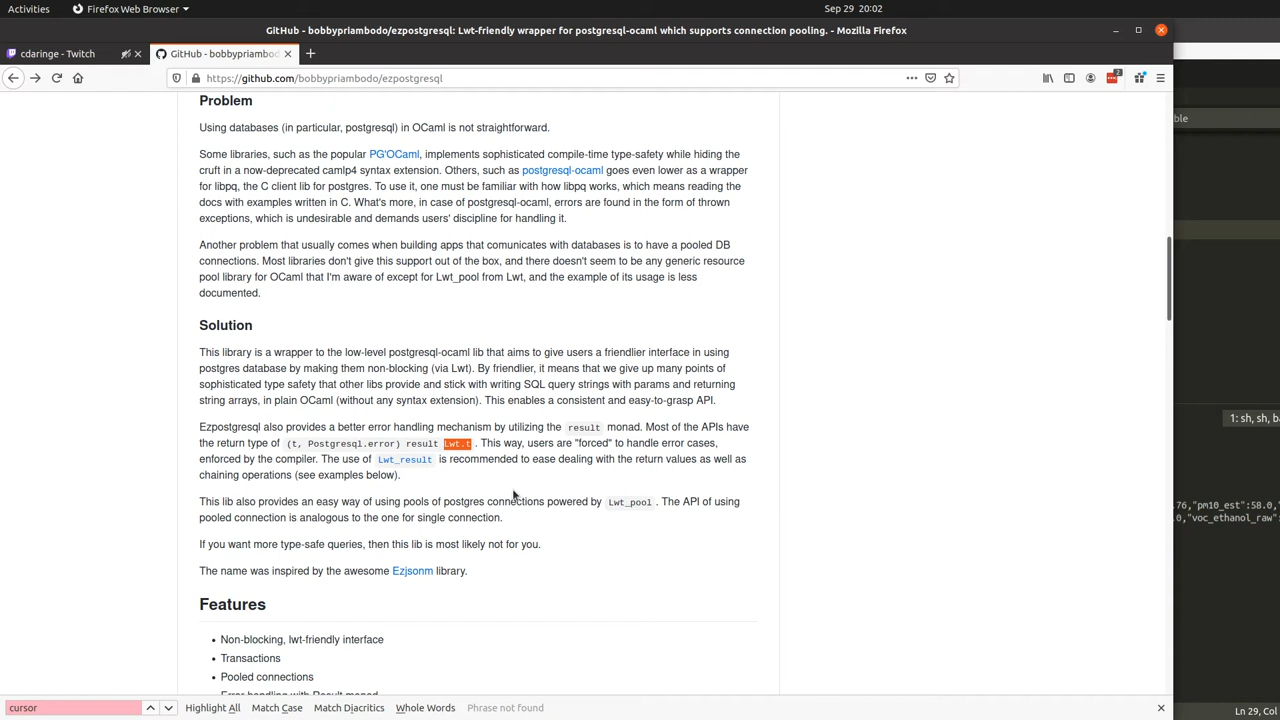 Activities
Firefox Web Browser
Sep 29 20:02
GitHub - bobbypriambodo/ezpostgresql: Lwt-friendly wrapper for postgresql-ocaml which supports connection pooling. - Mozilla Firefox
cdaringe - Twitch
GitHub - bobbypriambod
https://github.com/bobbypriambodo/ezpostgresql
2
ble
Problem
Using databases (in particular, postgresql) in OCaml is not straightforward.
Some libraries, such as the popular PG'OCaml, implements sophisticated compile-time type-safety while hiding the
cruft in a now-deprecated camlp4 syntax extension. Others, such as postgresql-ocaml goes even lower as a wrapper
for libpq, the C client lib for postgres. To use it, one must be familiar with how libpq works, which means reading the
docs with examples written in C. What's more, in case of postgresql-ocaml, errors are found in the form of thrown
exceptions, which is undesirable and demands users' discipline for handling it.
Another problem that usually comes when building apps that comunicates with databases is to have a pooled DB
connections. Most libraries don't give this support out of the box, and there doesn't seem to be any generic resource
pool library for OCaml that I'm aware of except for Lwt_pool from Lwt, and the example of its usage is less
documented.
Solution
This library is a wrapper to the low-level postgresql-ocaml lib that aims to give users a friendlier interface in using
postgres database by making them non-blocking (via Lwt). By friendlier, it means that we give up many points of
sophisticated type safety that other libs provide and stick with writing SQL query strings with params and returning
string arrays, in plain OCaml (without any syntax extension). This enables a consistent and easy-to-grasp API.
Ezpostgresql also provides a better error handling mechanism by utilizing the result monad. Most of the APIs have
the return type of (t, Postgresql.error) result Lwt.t . This way, users are "forced" to handle error cases,
enforced by the compiler. The use of Lwt_result is recommended to ease dealing with the return values as well as
chaining operations (see examples below).
This lib also provides an easy way of using pools of postgres connections powered by Lwt_pool . The API of using
pooled connection is analogous to the one for single connection.
If you want more type-safe queries, then this lib is most likely not for you.
The name was inspired by the awesome Ezjsonm library.
Features
• Non-blocking, lwt-friendly interface
• Transactions
• Pooled connections
Error handling with Result monad
1: sh, sh, b
.76,"pm10_est":58.0,"
.0,"voc_ethanol_raw":
cursor
Highlight All
Match Case
Match Diacritics
Whole Words
Phrase not found
Ln 29, Col